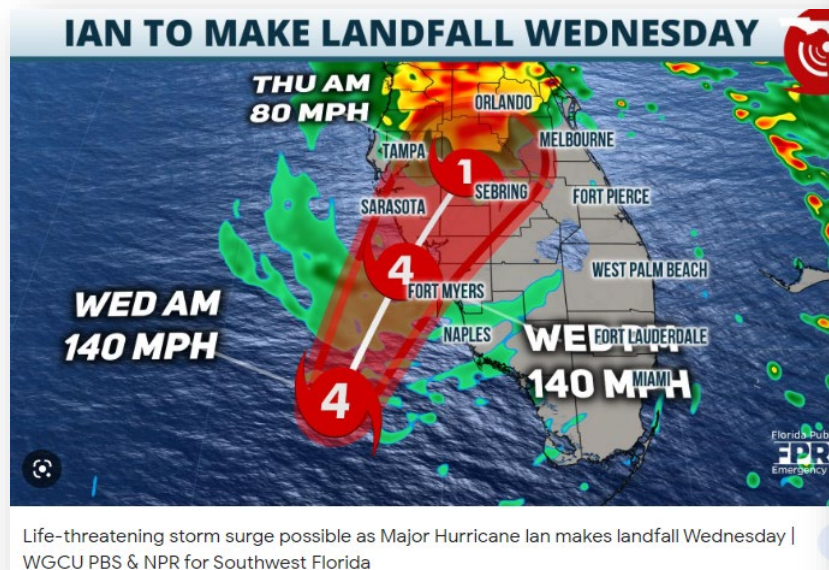 IAN TO MAKE LANDFALL WEDNESDAY
THU AM
80 MPH
ORLANDO
MELBOURNE
TAMPA
1
SEBRING
SARASOTA
FORT PIERCE
4
FORT MYERS
WEST PALM BEACH
WED AM
140 MPH
NAPLES
WED
FORT LAUDERDALE
140 MPH
MIAMI
4
Florida Pub
FPR
Emergency
Life-threatening storm surge possible as Major Hurricane Ian makes landfall Wednesday |
WGCU PBS & NPR for Southwest Florida